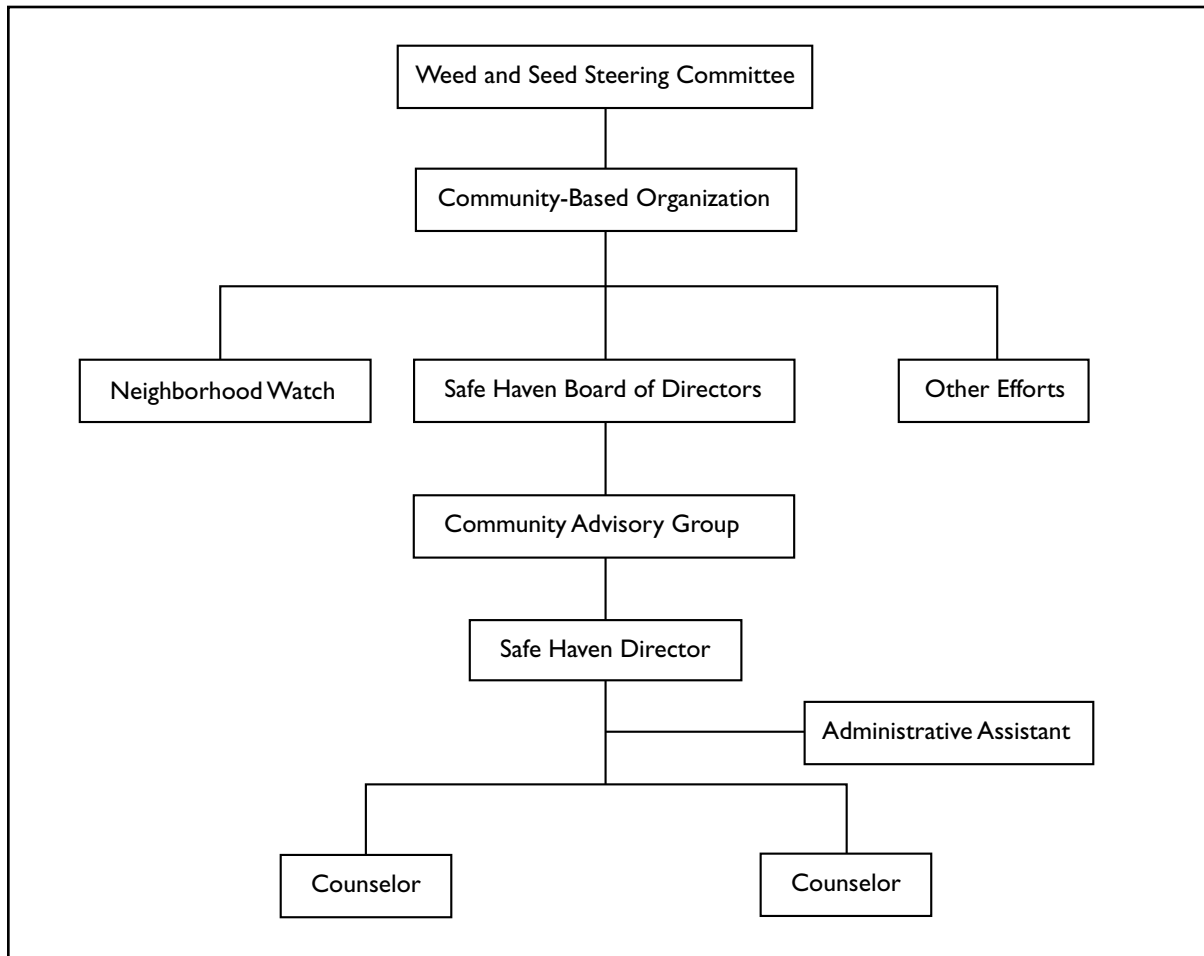 Weed and Seed Steering Committee
Community-Based Organization
Neighborhood Watch
Safe Haven Board of Directors
Other Efforts
Community Advisory Group
Safe Haven Director
Administrative Assistant
Counselor
Counselor